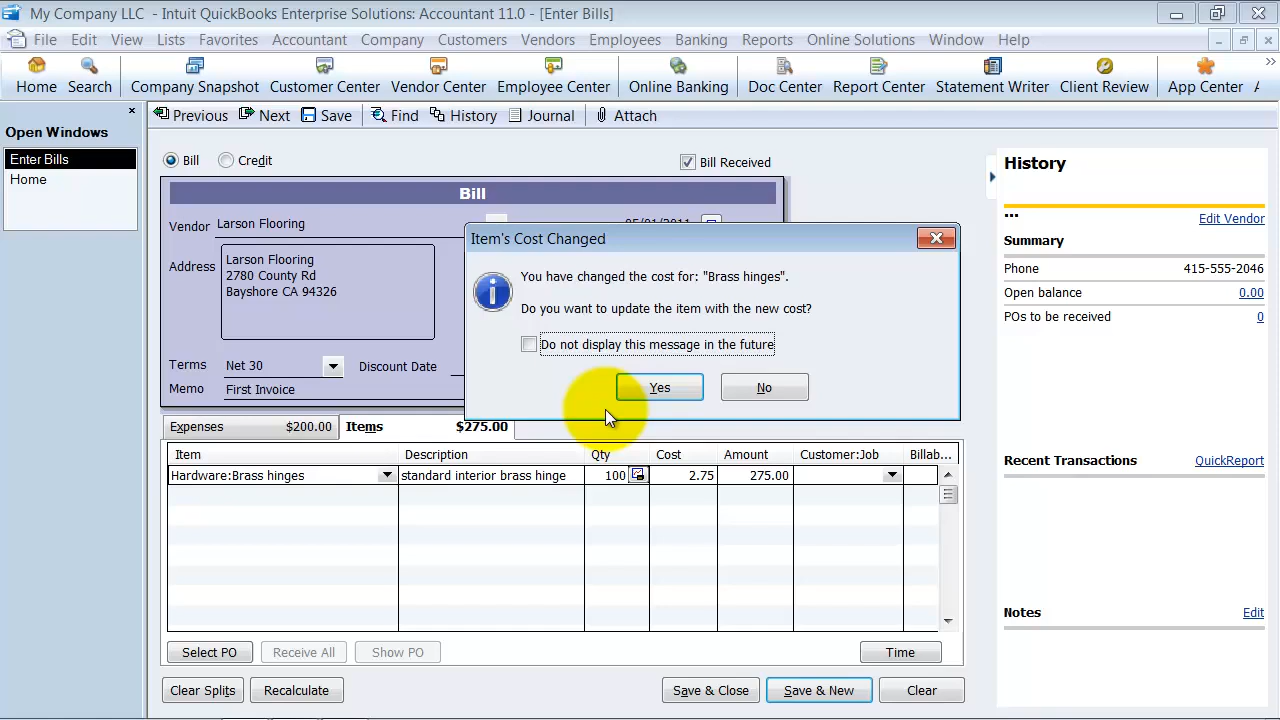 My Company LLC - Intuit QuickBooks Enterprise Solutions: Accountant 11.0 - [Enter Bills]
File Edit View Lists Favorites Accountant Company Customers Vendors Employees Banking Reports Online Solutions Window Help
Home Search Company Snapshot Customer Center Vendor Center Employee Center Online Banking Doc Center Report Center Statement Writer Client Review App Center
Open Windows
Enter Bills
Home
Previous Next Save Find History Journal Attach
Bill Credit Bill Received
Bill
Vendor Larson Flooring 05/01/2011
Address
Larson Flooring
2780 County Rd
Bayshore CA 94326
Terms Net 30 Discount Date
Memo First Invoice
Item's Cost Changed
You have changed the cost for: "Brass hinges".
Do you want to update the item with the new cost?
Do not display this message in the future
Yes No
Expenses $200.00 Items $275.00
Item Description Qty Cost Amount Customer:Job Billab...
Hardware:Brass hinges standard interior brass hinge 100 2.75 275.00
Select PO Receive All Show PO Time
Clear Splits Recalculate Save & Close Save & New Clear
History
...
Edit Vendor
Summary
Phone 415-555-2046
Open balance 0.00
POs to be received 0
Recent Transactions QuickReport
Notes Edit